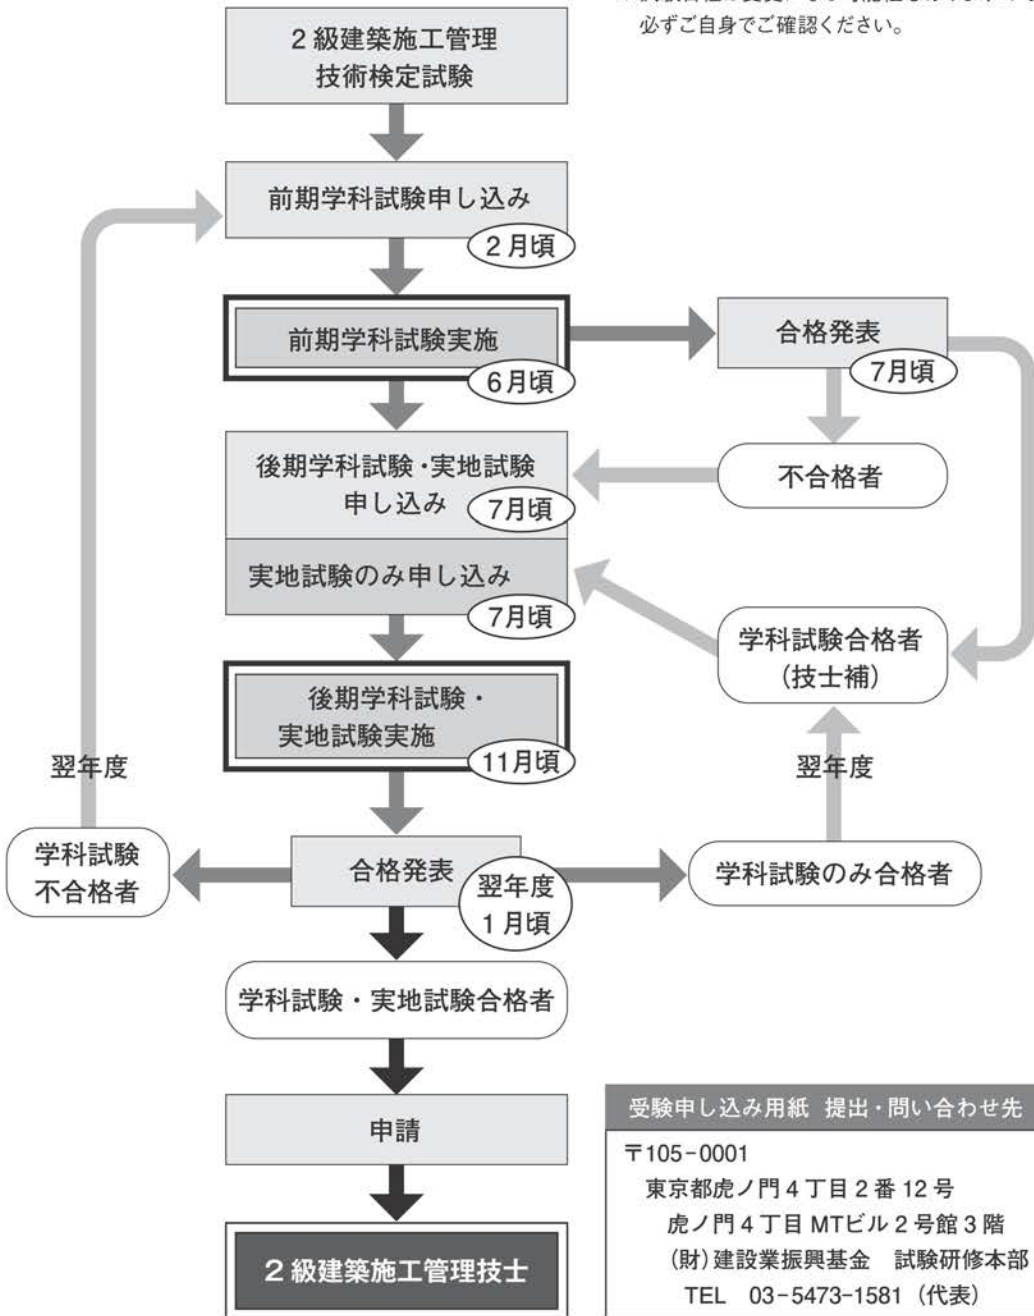 必ずご自身でご確認ください。
2級建築施工管理
技術検定試験
前期学科試験申し込み
2月頃
前期学科試験実施
6月頃
合格発表
7月頃
後期学科試験・実地試験
申し込み
7月頃
不合格者
実地試験のみ申し込み
7月頃
学科試験合格者
(技士補)
後期学科試験・
実地試験実施
11月頃
翌年度
翌年度
学科試験
不合格者
合格発表
翌年度
1月頃
学科試験のみ合格者
学科試験・実地試験合格者
申請
2級建築施工管理技士
受験申し込み用紙 提出・問い合わせ先
〒105-0001
東京都虎ノ門4丁目2番12号
虎ノ門4丁目MTビル2号館3階
(財)建設業振興基金 試験研修本部
TEL 03-5473-1581(代表)